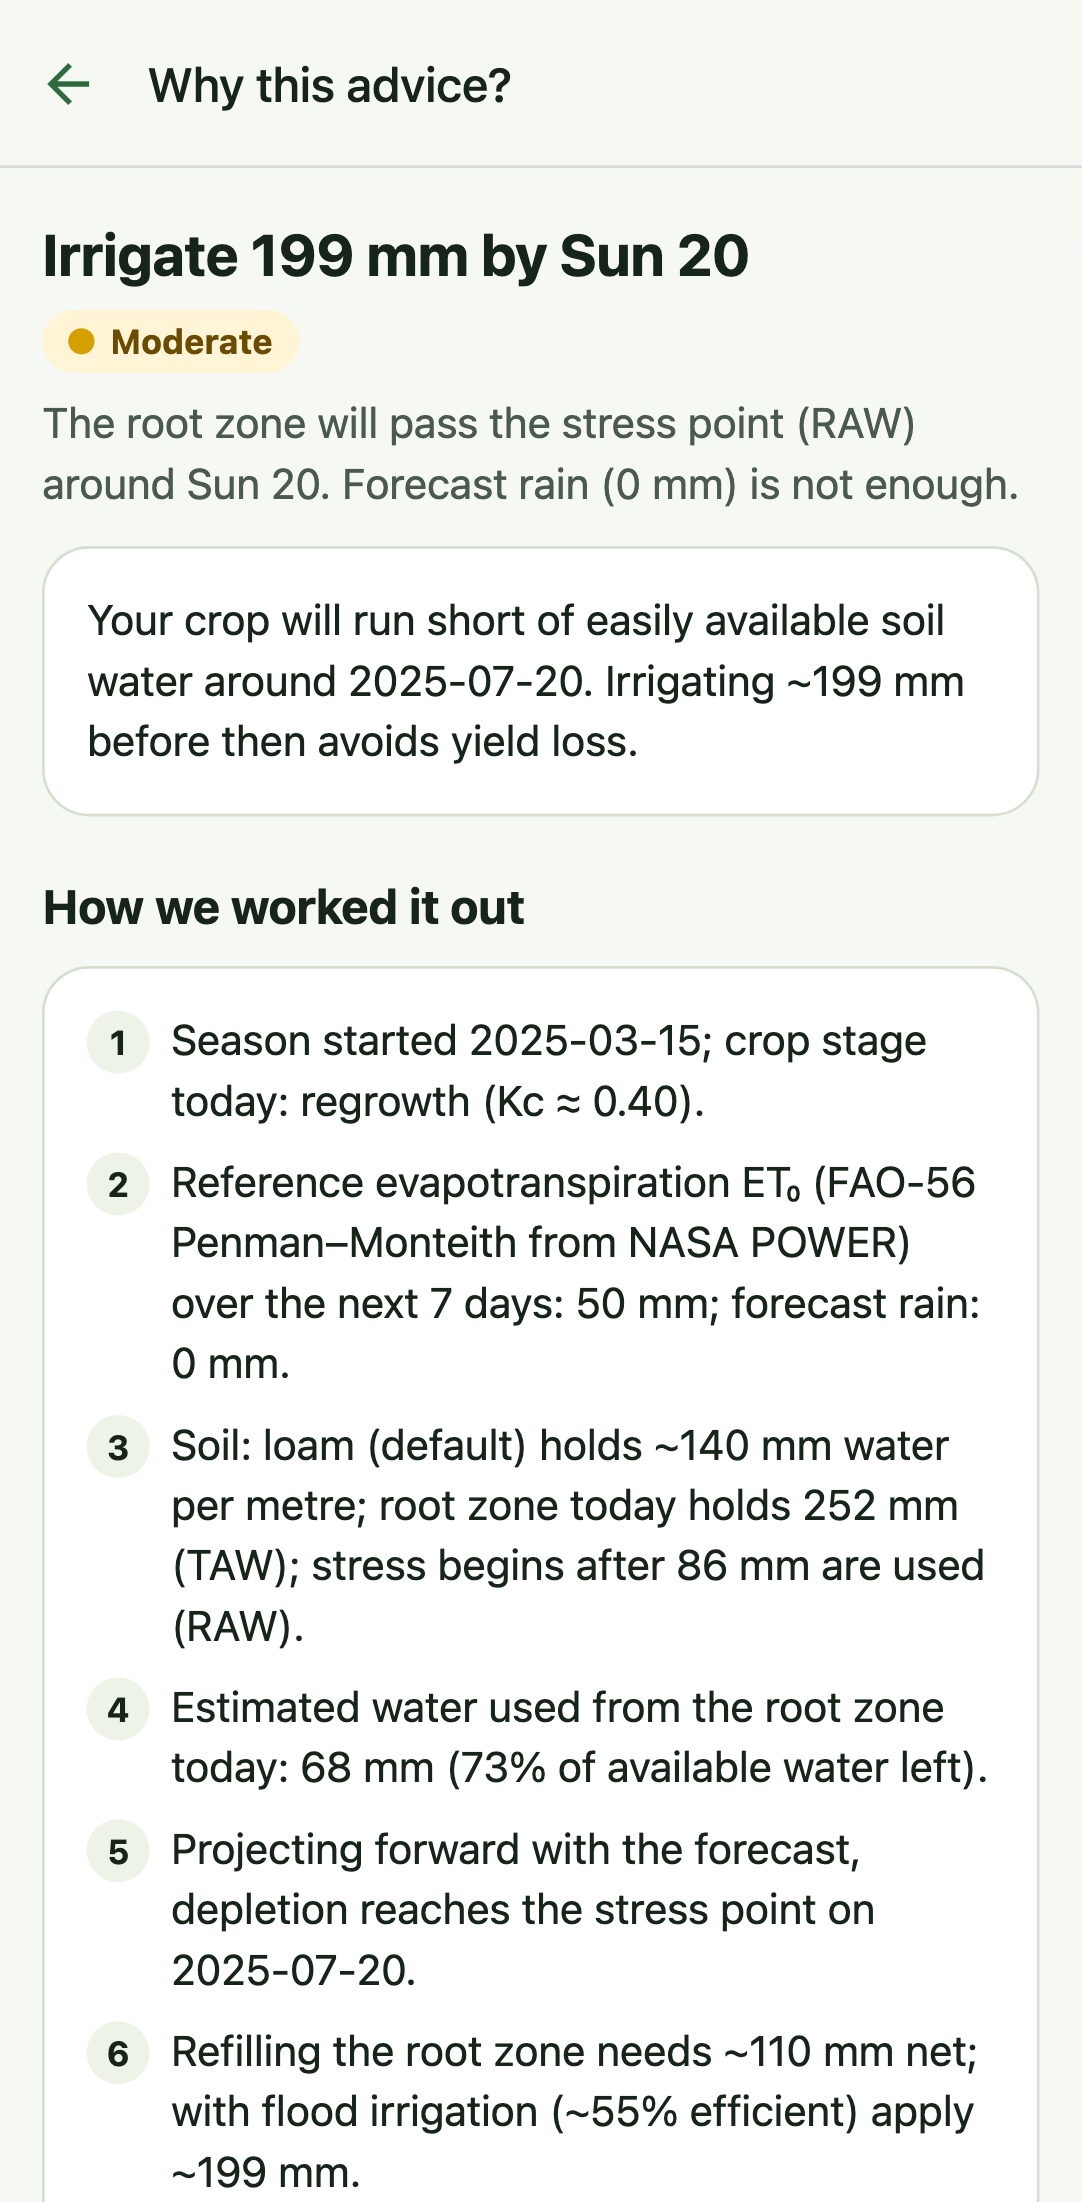 Why this advice?
Irrigate 199 mm by Sun 20
Moderate
The root zone will pass the stress point (RAW)
around Sun 20. Forecast rain (0 mm) is not enough.
Your crop will run short of easily available soil
water around 2025-07-20. Irrigating ~199 mm
before then avoids yield loss.
How we worked it out
1 Season started 2025-03-15; crop stage
today: regrowth (Kc ≈ 0.40).
2 Reference evapotranspiration ET₀ (FAO-56
Penman–Monteith from NASA POWER)
over the next 7 days: 50 mm; forecast rain:
0 mm.
3 Soil: loam (default) holds ~140 mm water
per metre; root zone today holds 252 mm
(TAW); stress begins after 86 mm are used
(RAW).
4 Estimated water used from the root zone
today: 68 mm (73% of available water left).
5 Projecting forward with the forecast,
depletion reaches the stress point on
2025-07-20.
6 Refilling the root zone needs ~110 mm net;
with flood irrigation (~55% efficient) apply
~199 mm.